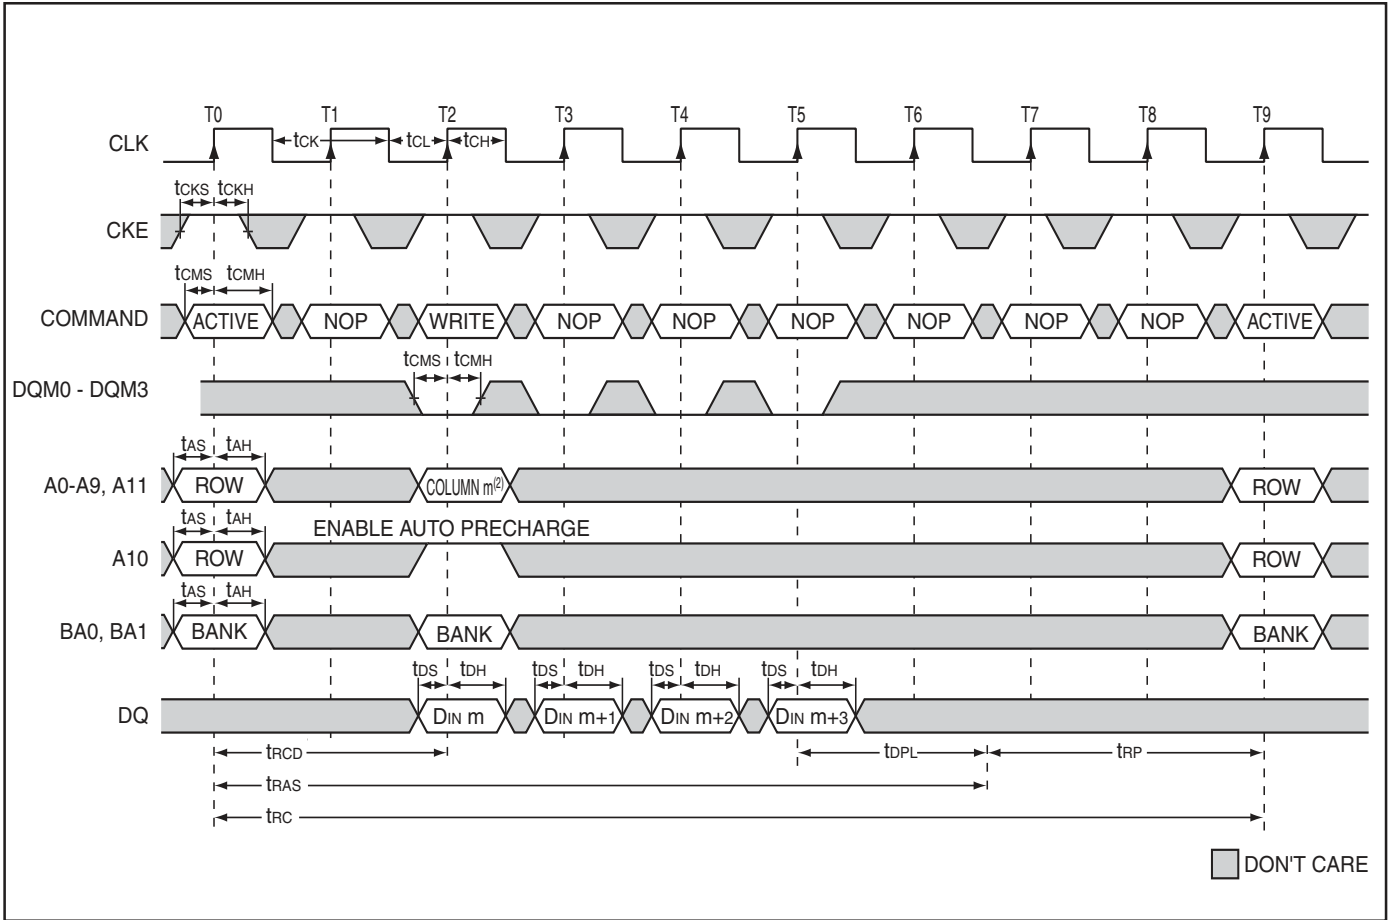 T0 T1 T2 T3 T4 T5 T6 T7 T8 T9
CLK tCK tCL tCH
tCKS tCKH
CKE
tCMS tCMH
COMMAND ACTIVE NOP WRITE NOP NOP NOP NOP NOP NOP ACTIVE
tCMS tCMH
DQM0 - DQM3
tAS tAH
A0-A9, A11 ROW COLUMN m(2) ROW
tAS tAH ENABLE AUTO PRECHARGE
A10 ROW ROW
tAS tAH
BA0, BA1 BANK BANK BANK
tDS tDH tDS tDH tDS tDH tDS tDH
DQ DIN m DIN m+1 DIN m+2 DIN m+3
tRCD tDPL tRP
tRAS
tRC
DON'T CARE